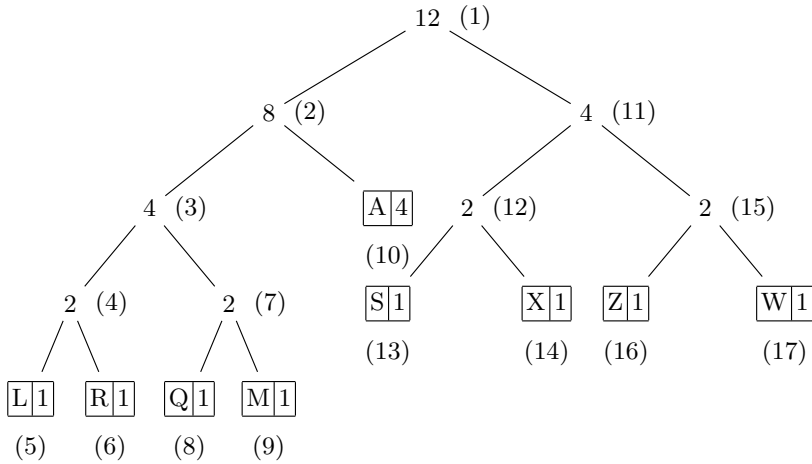 12 (1)
8 (2) 4 (11)
4 (3) A 4 2 (12) 2 (15)
(10)
2 (4) 2 (7) S 1 X 1 Z 1 W 1
(13) (14) (16) (17)
L 1 R 1 Q 1 M 1
(5) (6) (8) (9)